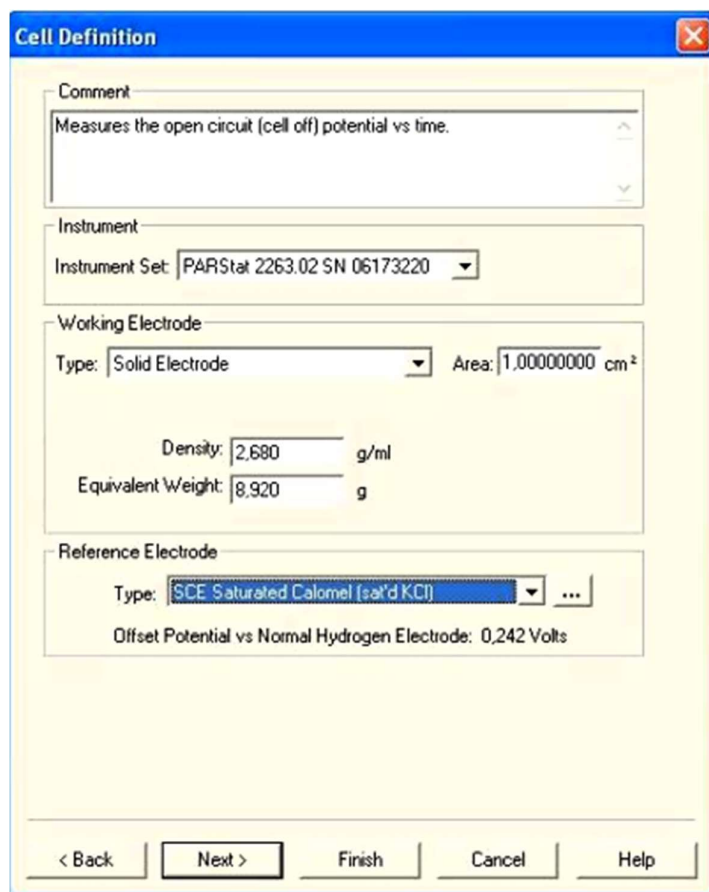 Cell Definition
Comment
Measures the open circuit (cell off) potential vs time.
Instrument
Instrument Set: PARStat 2263.02 SN 06173220
Working Electrode
Type: Solid Electrode Area: 1,00000000 cm²
Density: 2,680 g/ml
Equivalent Weight: 8,920 g
Reference Electrode
Type: SCE Saturated Calomel (sat'd KCl) ...
Offset Potential vs Normal Hydrogen Electrode: 0,242 Volts
< Back Next > Finish Cancel Help